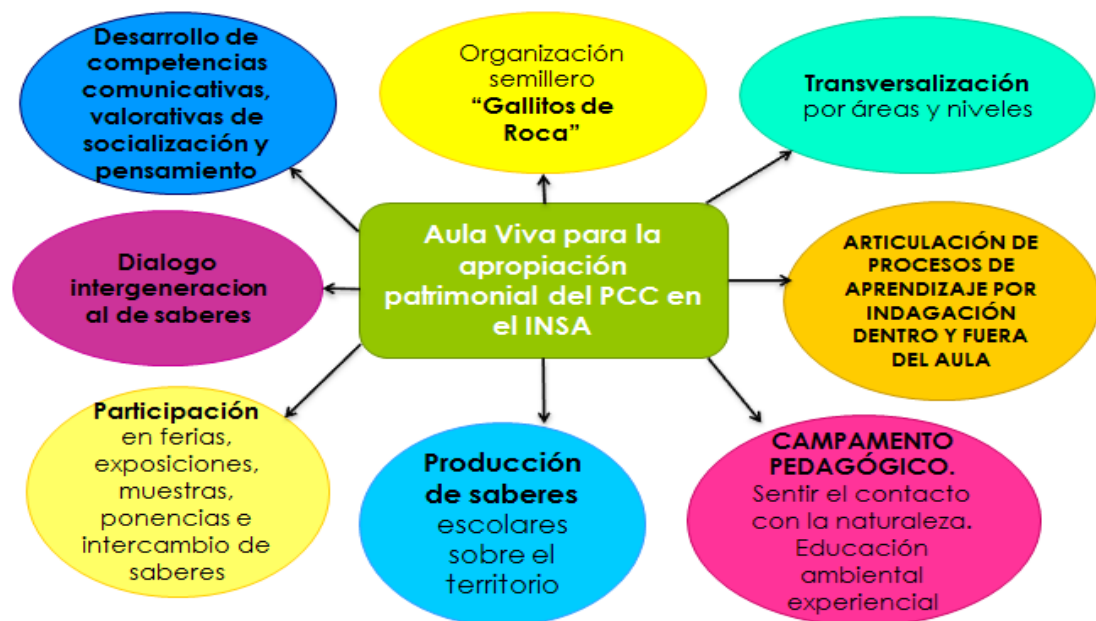 Desarrollo de
competencias
comunicativas,
valorativas de
socialización y
pensamiento
Organización
semillero
“Gallitos de
Roca”
Transversalización
por áreas y niveles
Aula Viva para la
apropiación
patrimonial del PCC en
el INSA
Dialogo
intergeneracion
al de saberes
ARTICULACIÓN DE
PROCESOS DE
APRENDIZAJE POR
INDAGACIÓN
DENTRO Y FUERA
DEL AULA
Participación
en ferias,
exposiciones,
muestras,
ponencias e
intercambio de
saberes
Producción
de saberes
escolares
sobre el
territorio
CAMPAMENTO
PEDAGÓGICO.
Sentir el contacto
con la naturaleza.
Educación
ambiental
experiencial